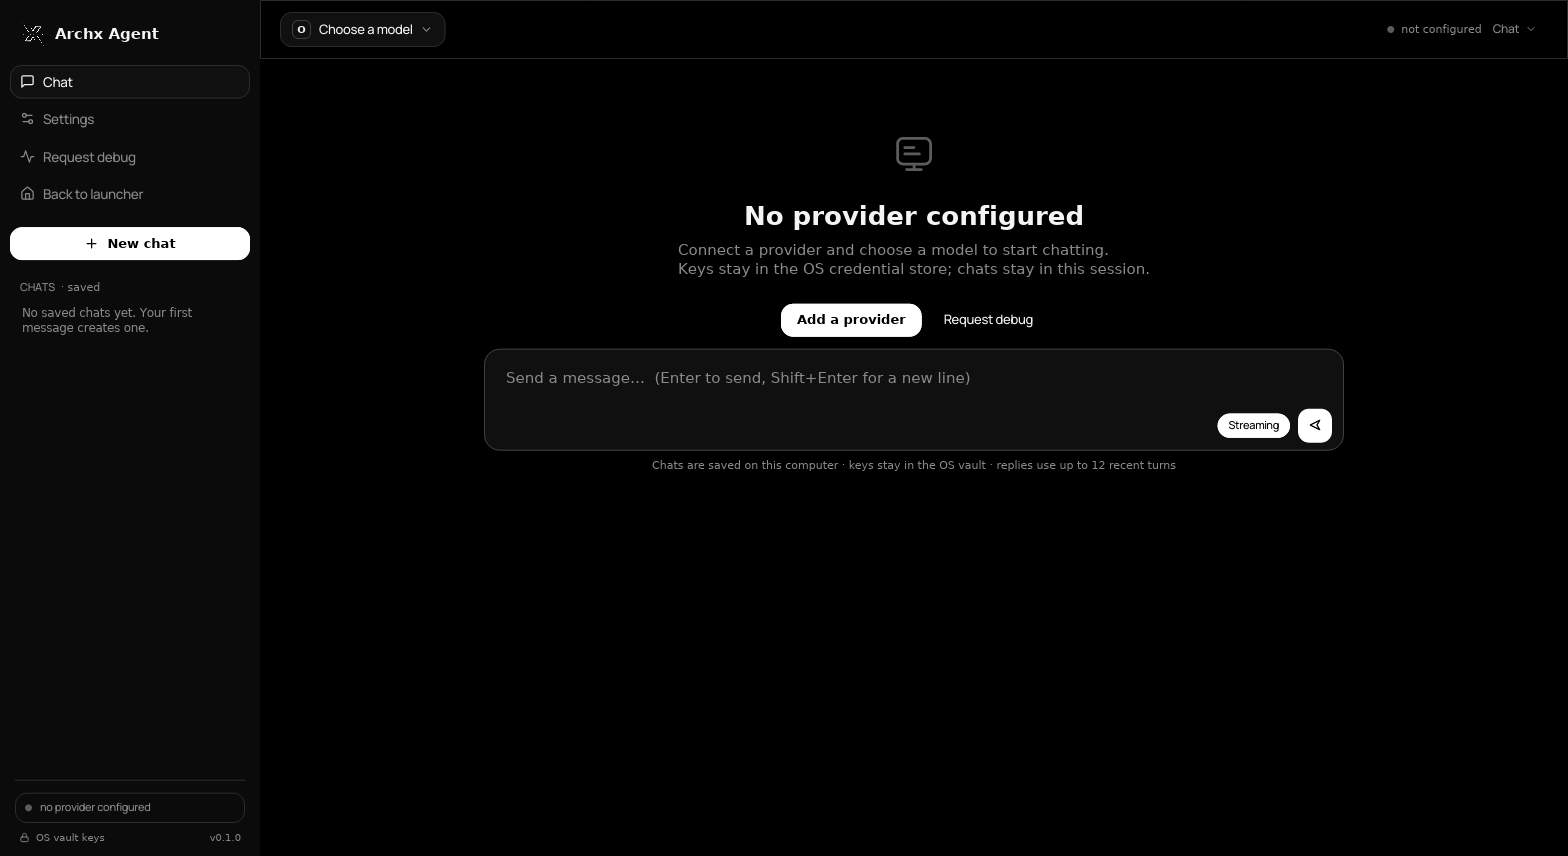 Archx Agent
Chat
Settings
Request debug
Back to launcher
+ New chat
CHATS · saved
No saved chats yet. Your first
message creates one.
no provider configured
OS vault keys
v0.1.0
O Choose a model
not configured
Chat
No provider configured
Connect a provider and choose a model to start chatting.
Keys stay in the OS credential store; chats stay in this session.
Add a provider
Request debug
Send a message... (Enter to send, Shift+Enter for a new line)
Streaming
Chats are saved on this computer · keys stay in the OS vault · replies use up to 12 recent turns